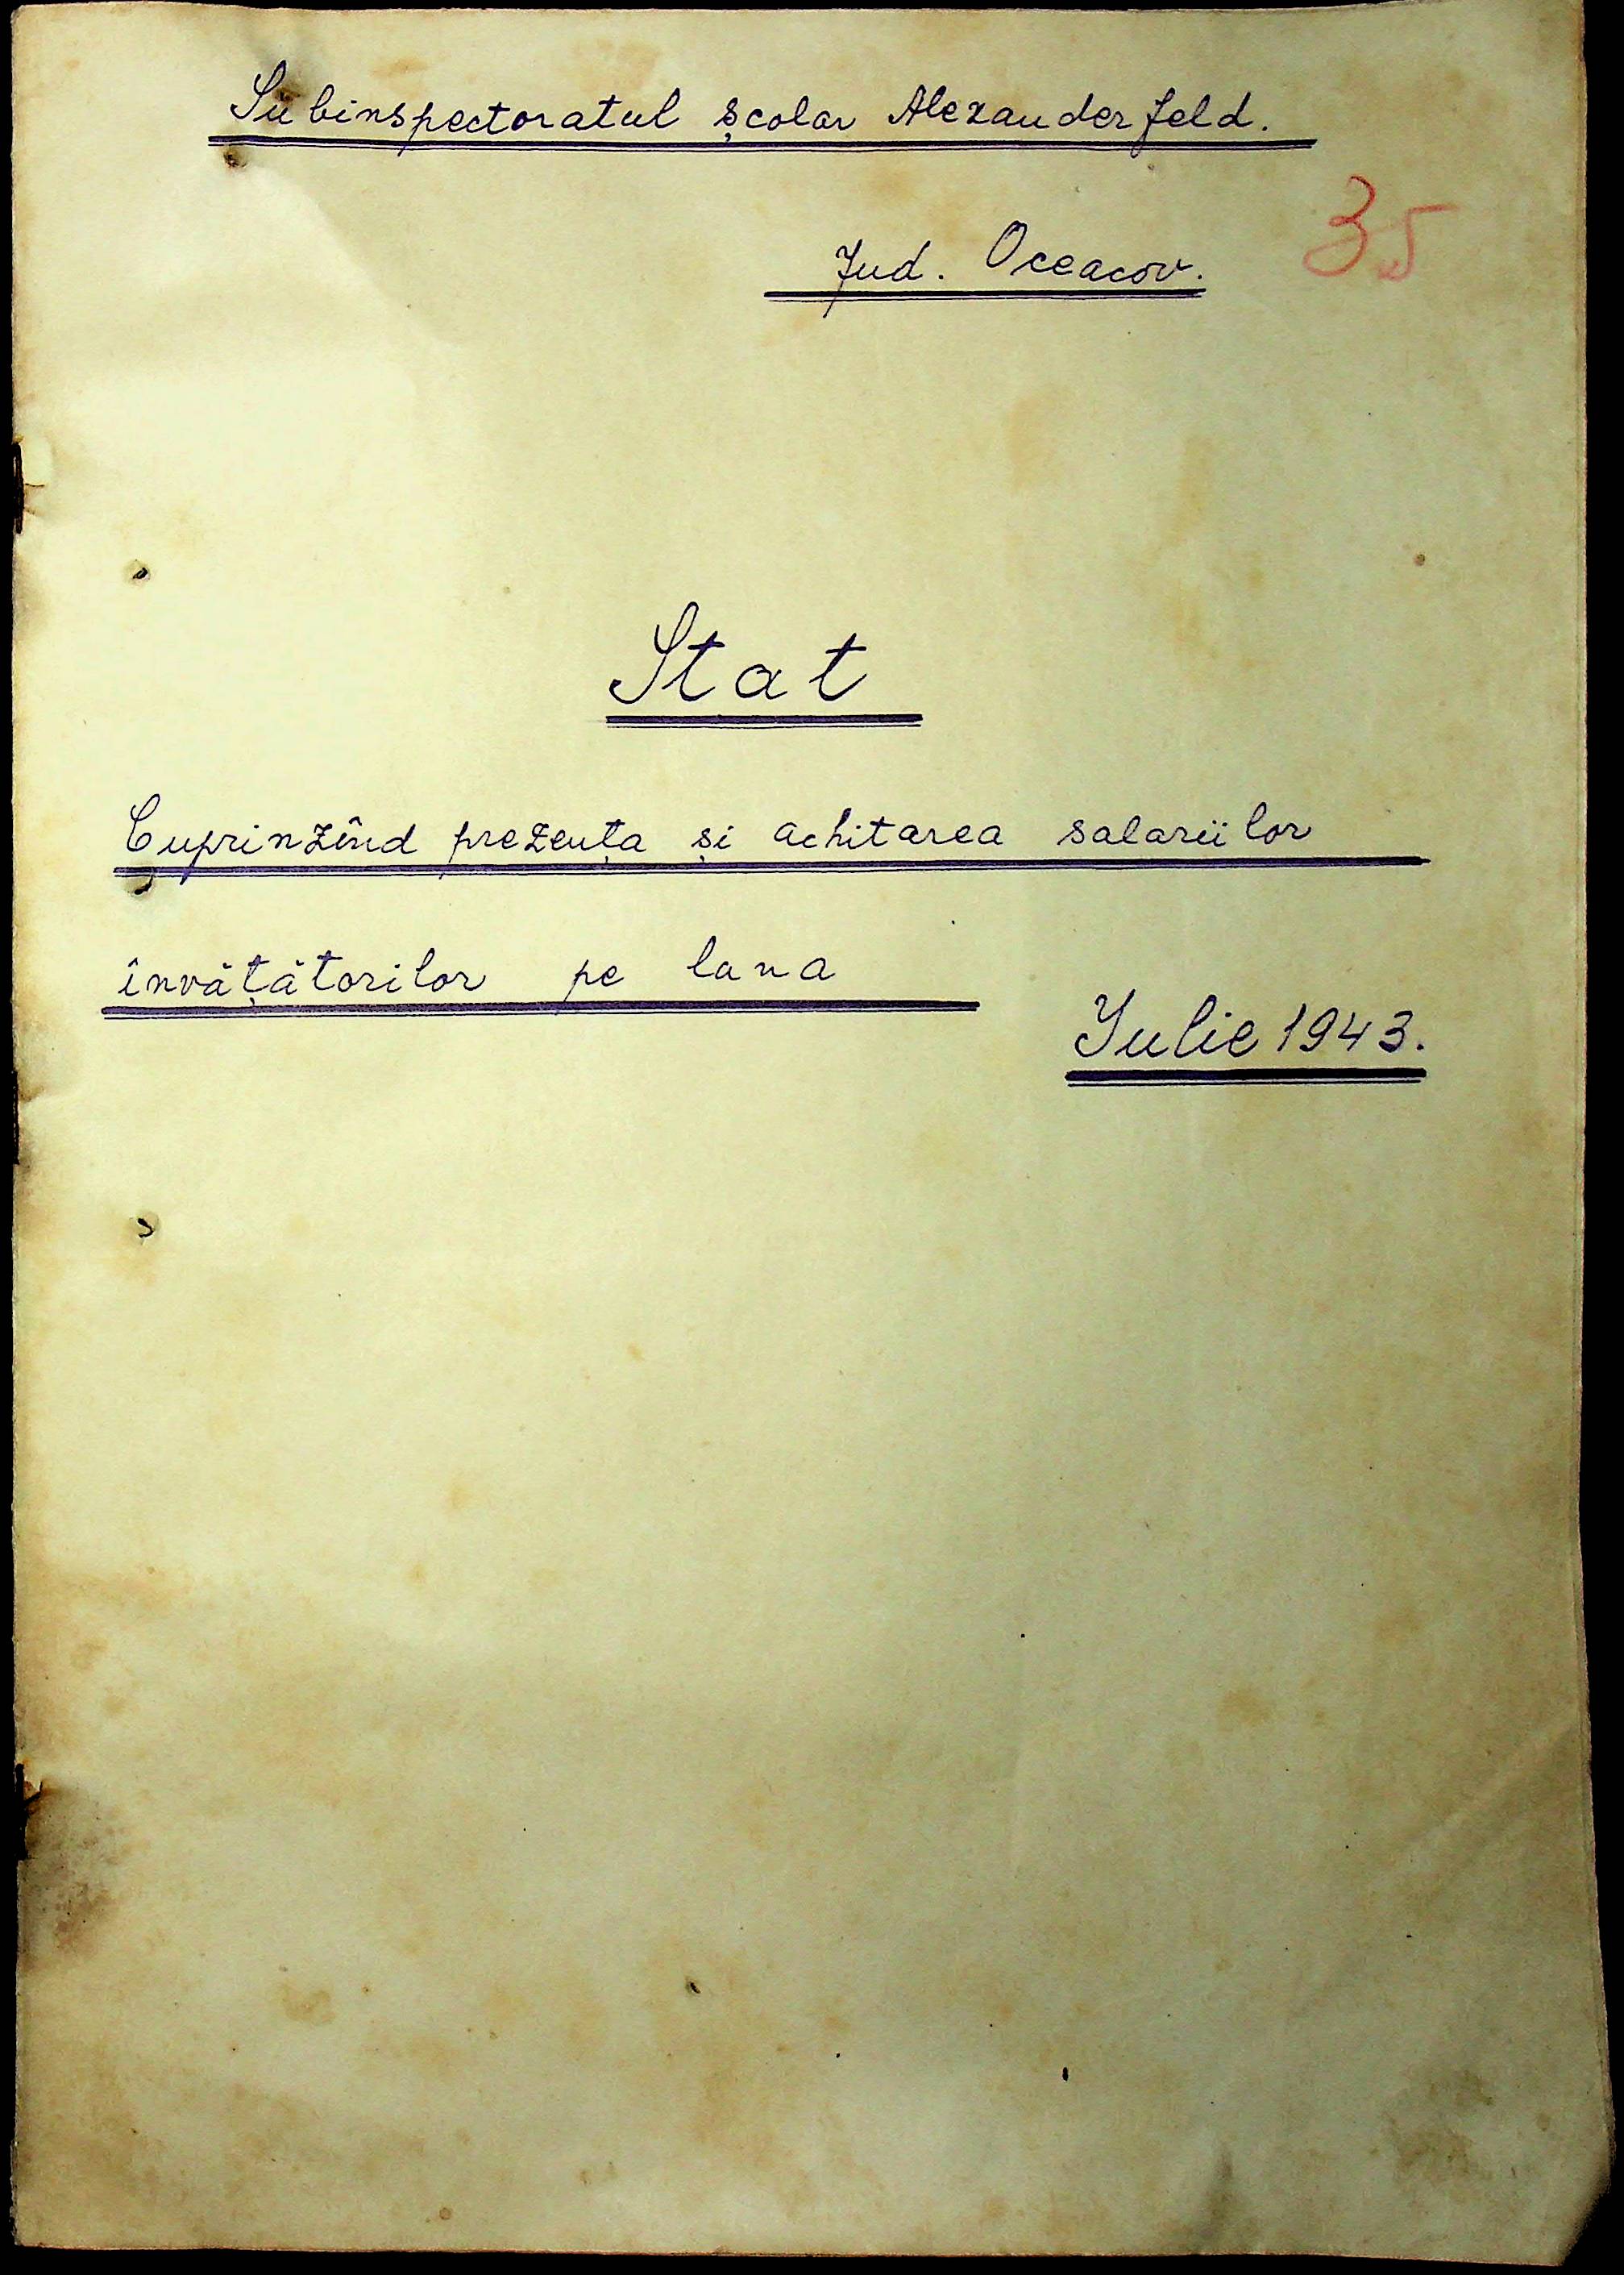 Subinspectoratul școlar Alexanderfeld.
Jud. Oceacov.
35
Stat
Cuprinzînd prezența și achitarea salariilor
învățătorilor pe luna
Iulie 1943.